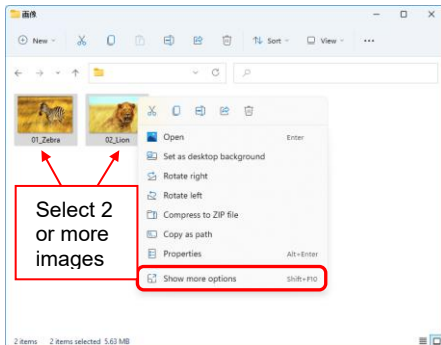 画像
New
Sort
View
01_Zebra
02_Lion
Open Enter
Set as desktop background
Rotate right
Rotate left
Compress to ZIP file
Copy as path
Properties Alt+Enter
Show more options Shift+F10
Select 2
or more
images
2 items 2 items selected 5.63 MB